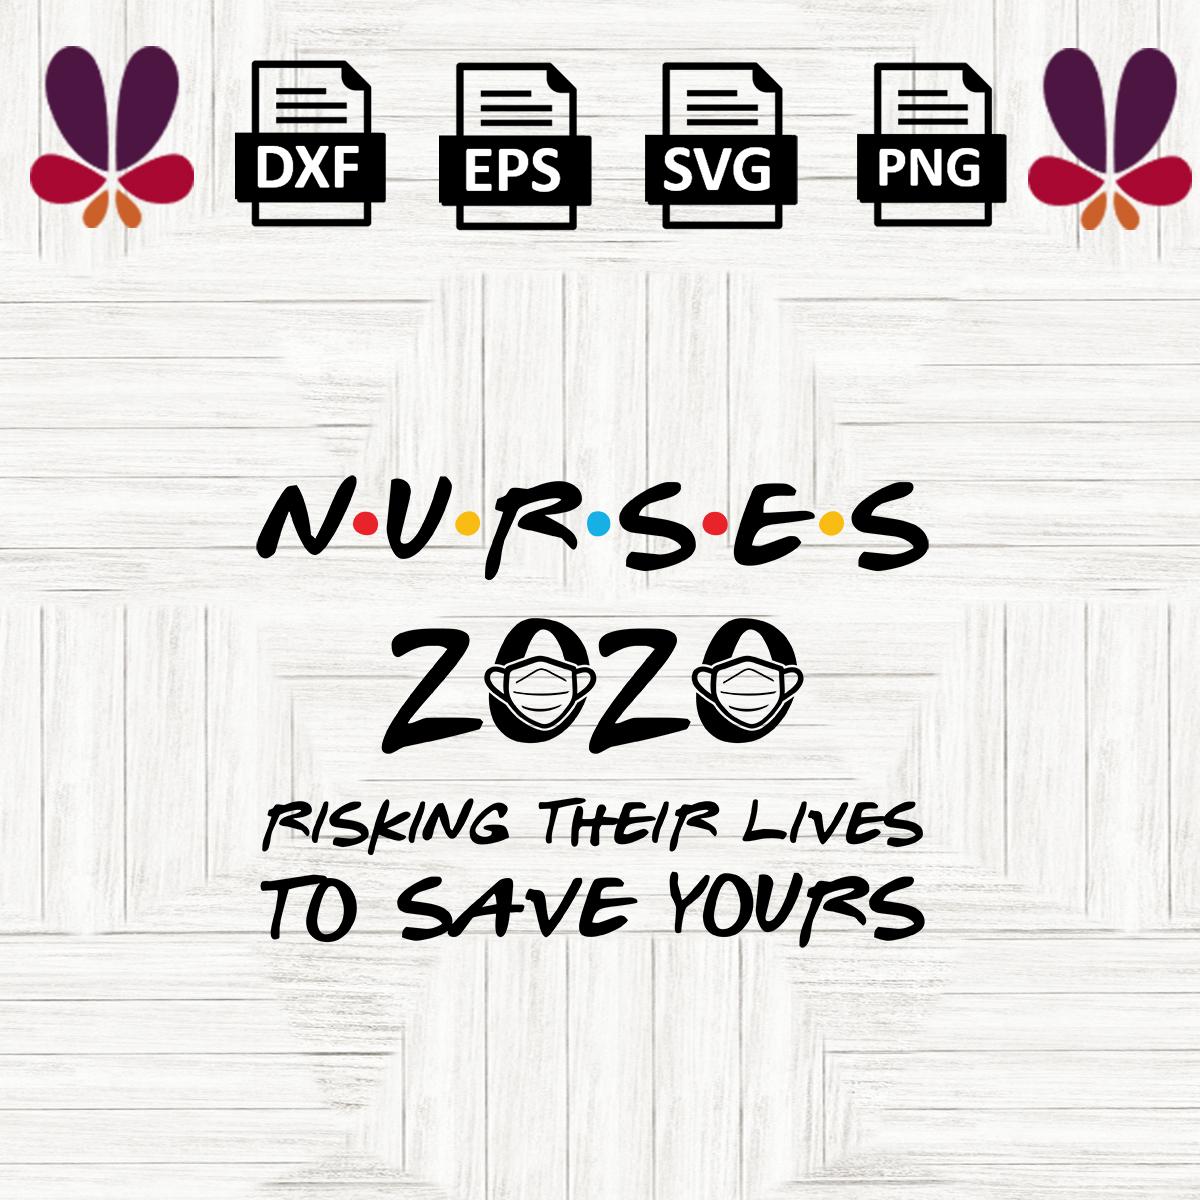 DXF EPS SVG PNG
N•U•R•S•E•S
2020
RISKING THEIR LIVES
TO SAVE YOURS